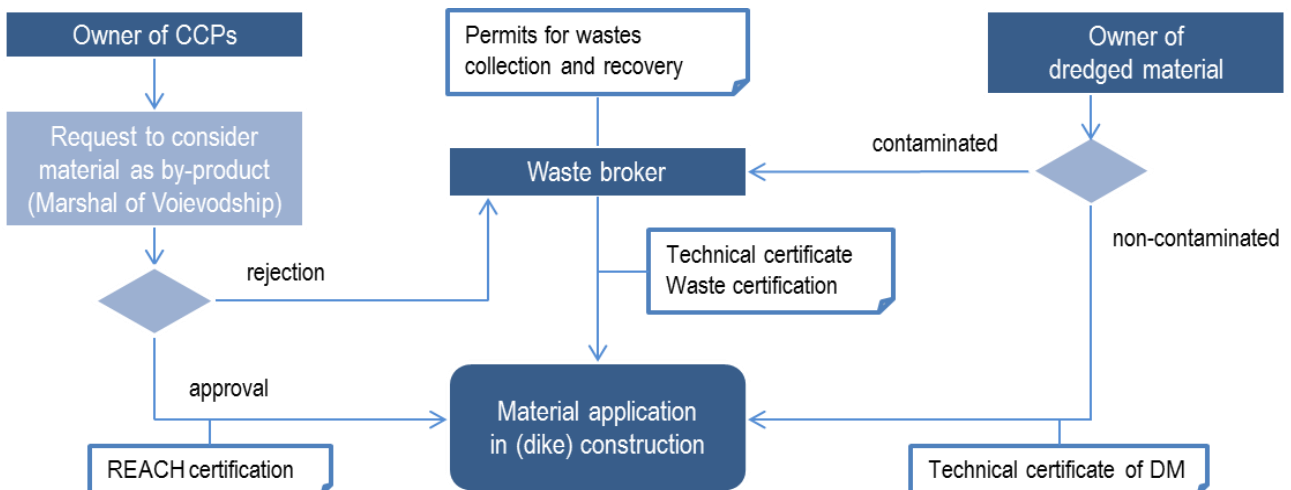 Owner of CCPs
Permits for wastes
collection and recovery
Owner of
dredged material
Request to consider
material as by-product
(Marshal of Voievodship)
contaminated
Waste broker
non-contaminated
rejection
Technical certificate
Waste certification
approval
Material application
in (dike) construction
REACH certification
Technical certificate of DM